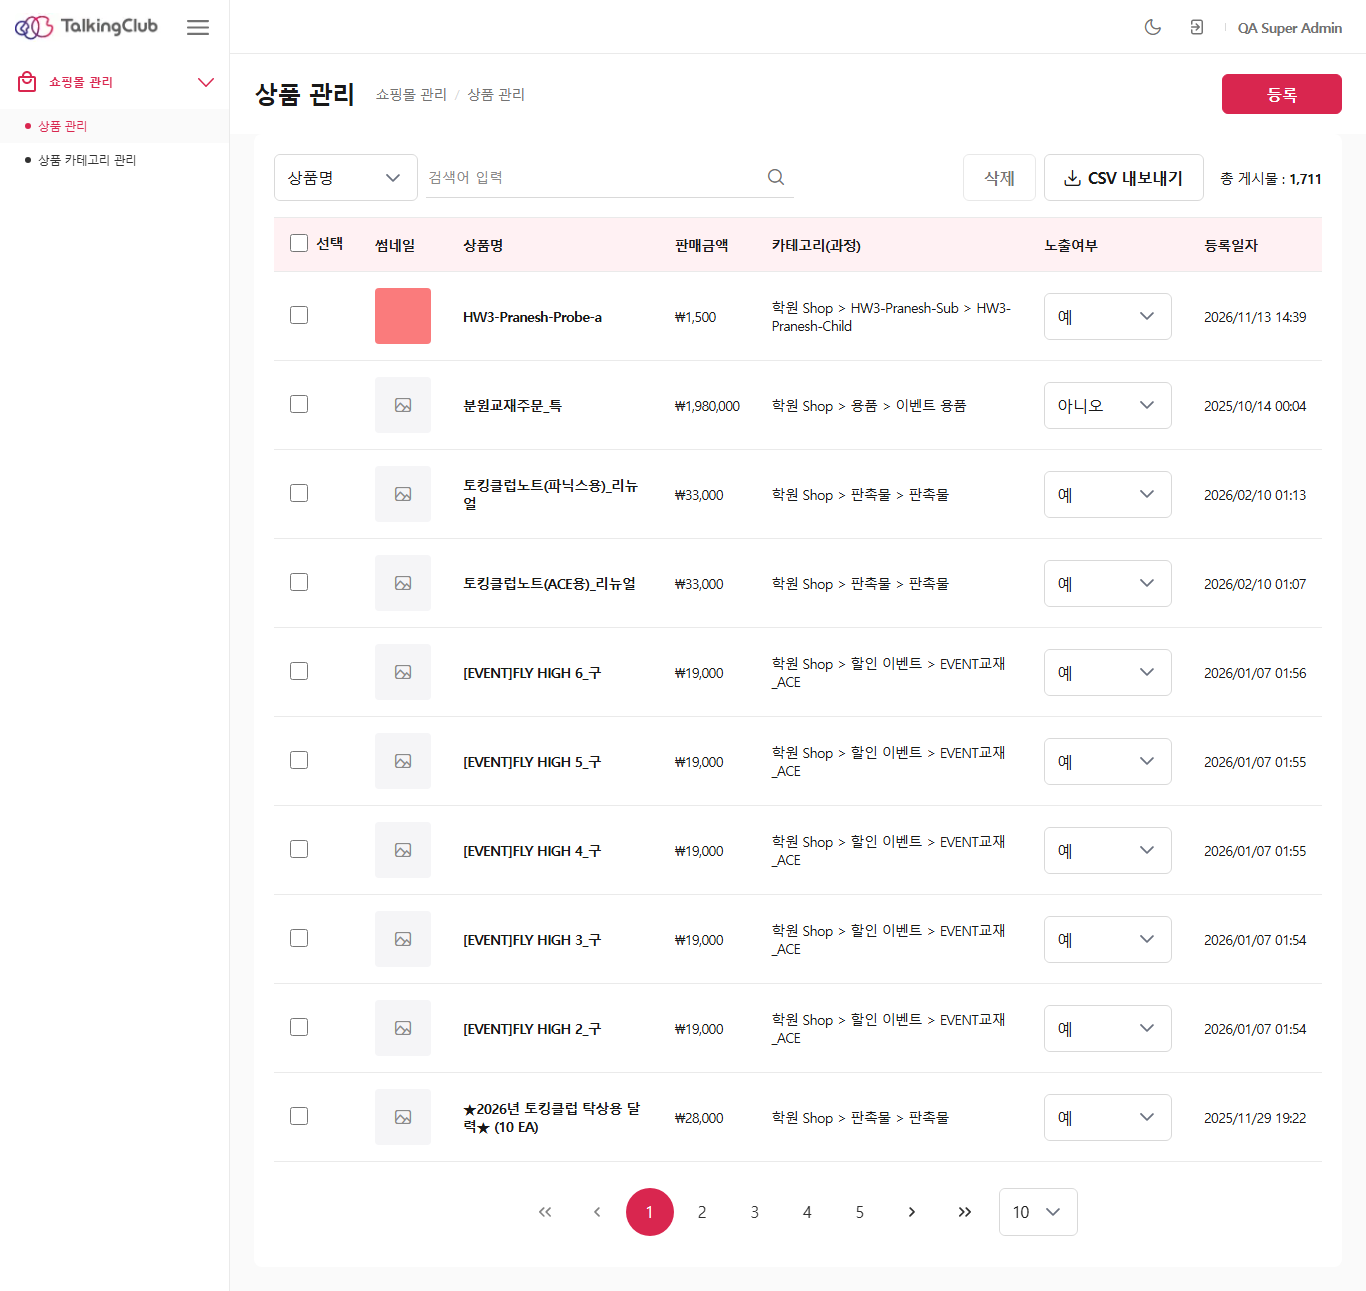 TalkingClub
QA Super Admin
쇼핑몰 관리
상품 관리
상품 카테고리 관리
상품 관리
쇼핑몰 관리 / 상품 관리
등록
상품명
검색어 입력
삭제
CSV 내보내기
총 게시물 : 1,711
선택
썸네일
상품명
판매금액
카테고리(과정)
노출여부
등록일자
HW3-Pranesh-Probe-a
₩1,500
학원 Shop > HW3-Pranesh-Sub > HW3-
Pranesh-Child
예
2026/11/13 14:39
분원교재주문_특
₩1,980,000
학원 Shop > 용품 > 이벤트 용품
아니오
2025/10/14 00:04
토킹클럽노트(파닉스용)_리뉴
얼
₩33,000
학원 Shop > 판촉물 > 판촉물
예
2026/02/10 01:13
토킹클럽노트(ACE용)_리뉴얼
₩33,000
학원 Shop > 판촉물 > 판촉물
예
2026/02/10 01:07
[EVENT]FLY HIGH 6_구
₩19,000
학원 Shop > 할인 이벤트 > EVENT교재
_ACE
예
2026/01/07 01:56
[EVENT]FLY HIGH 5_구
₩19,000
학원 Shop > 할인 이벤트 > EVENT교재
_ACE
예
2026/01/07 01:55
[EVENT]FLY HIGH 4_구
₩19,000
학원 Shop > 할인 이벤트 > EVENT교재
_ACE
예
2026/01/07 01:55
[EVENT]FLY HIGH 3_구
₩19,000
학원 Shop > 할인 이벤트 > EVENT교재
_ACE
예
2026/01/07 01:54
[EVENT]FLY HIGH 2_구
₩19,000
학원 Shop > 할인 이벤트 > EVENT교재
_ACE
예
2026/01/07 01:54
★2026년 토킹클럽 탁상용 달
력★ (10 EA)
₩28,000
학원 Shop > 판촉물 > 판촉물
예
2025/11/29 19:22
1 2 3 4 5
10